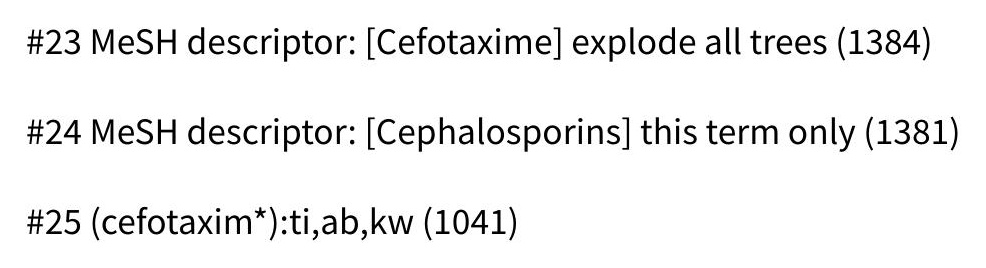 #23 MeSH descriptor: [Cefotaxime] explode all trees (1384)
#24 MeSH descriptor: [Cephalosporins] this term only (1381)
#25 (cefotaxim*):ti,ab,kw (1041)